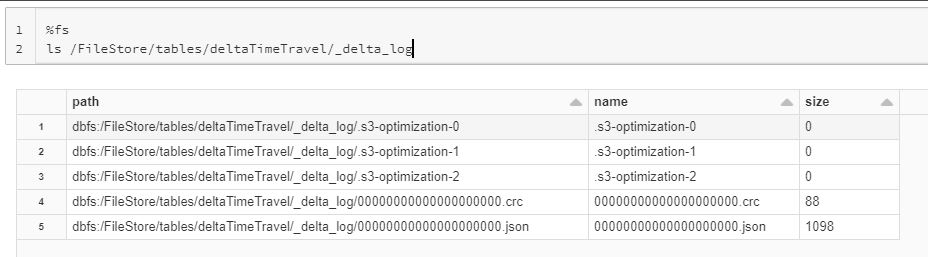 1 %fs
2 ls /FileStore/tables/deltaTimeTravel/_delta_log
path name size
1 dbfs:/FileStore/tables/deltaTimeTravel/_delta_log/.s3-optimization-0 .s3-optimization-0 0
2 dbfs:/FileStore/tables/deltaTimeTravel/_delta_log/.s3-optimization-1 .s3-optimization-1 0
3 dbfs:/FileStore/tables/deltaTimeTravel/_delta_log/.s3-optimization-2 .s3-optimization-2 0
4 dbfs:/FileStore/tables/deltaTimeTravel/_delta_log/00000000000000000000.crc 00000000000000000000.crc 88
5 dbfs:/FileStore/tables/deltaTimeTravel/_delta_log/00000000000000000000.json 00000000000000000000.json 1098